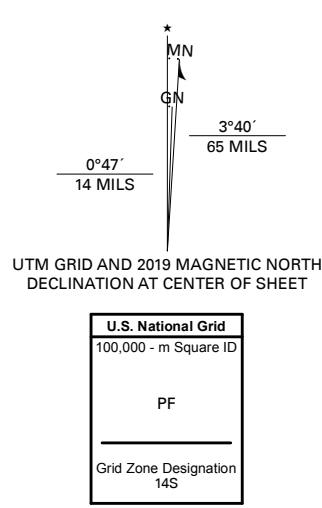 ★
MN
GN
3°40´
65 MILS
0°47´
14 MILS
UTM GRID AND 2019 MAGNETIC NORTH
DECLINATION AT CENTER OF SHEET
U.S. National Grid
100,000 - m Square ID
PF
Grid Zone Designation
14S